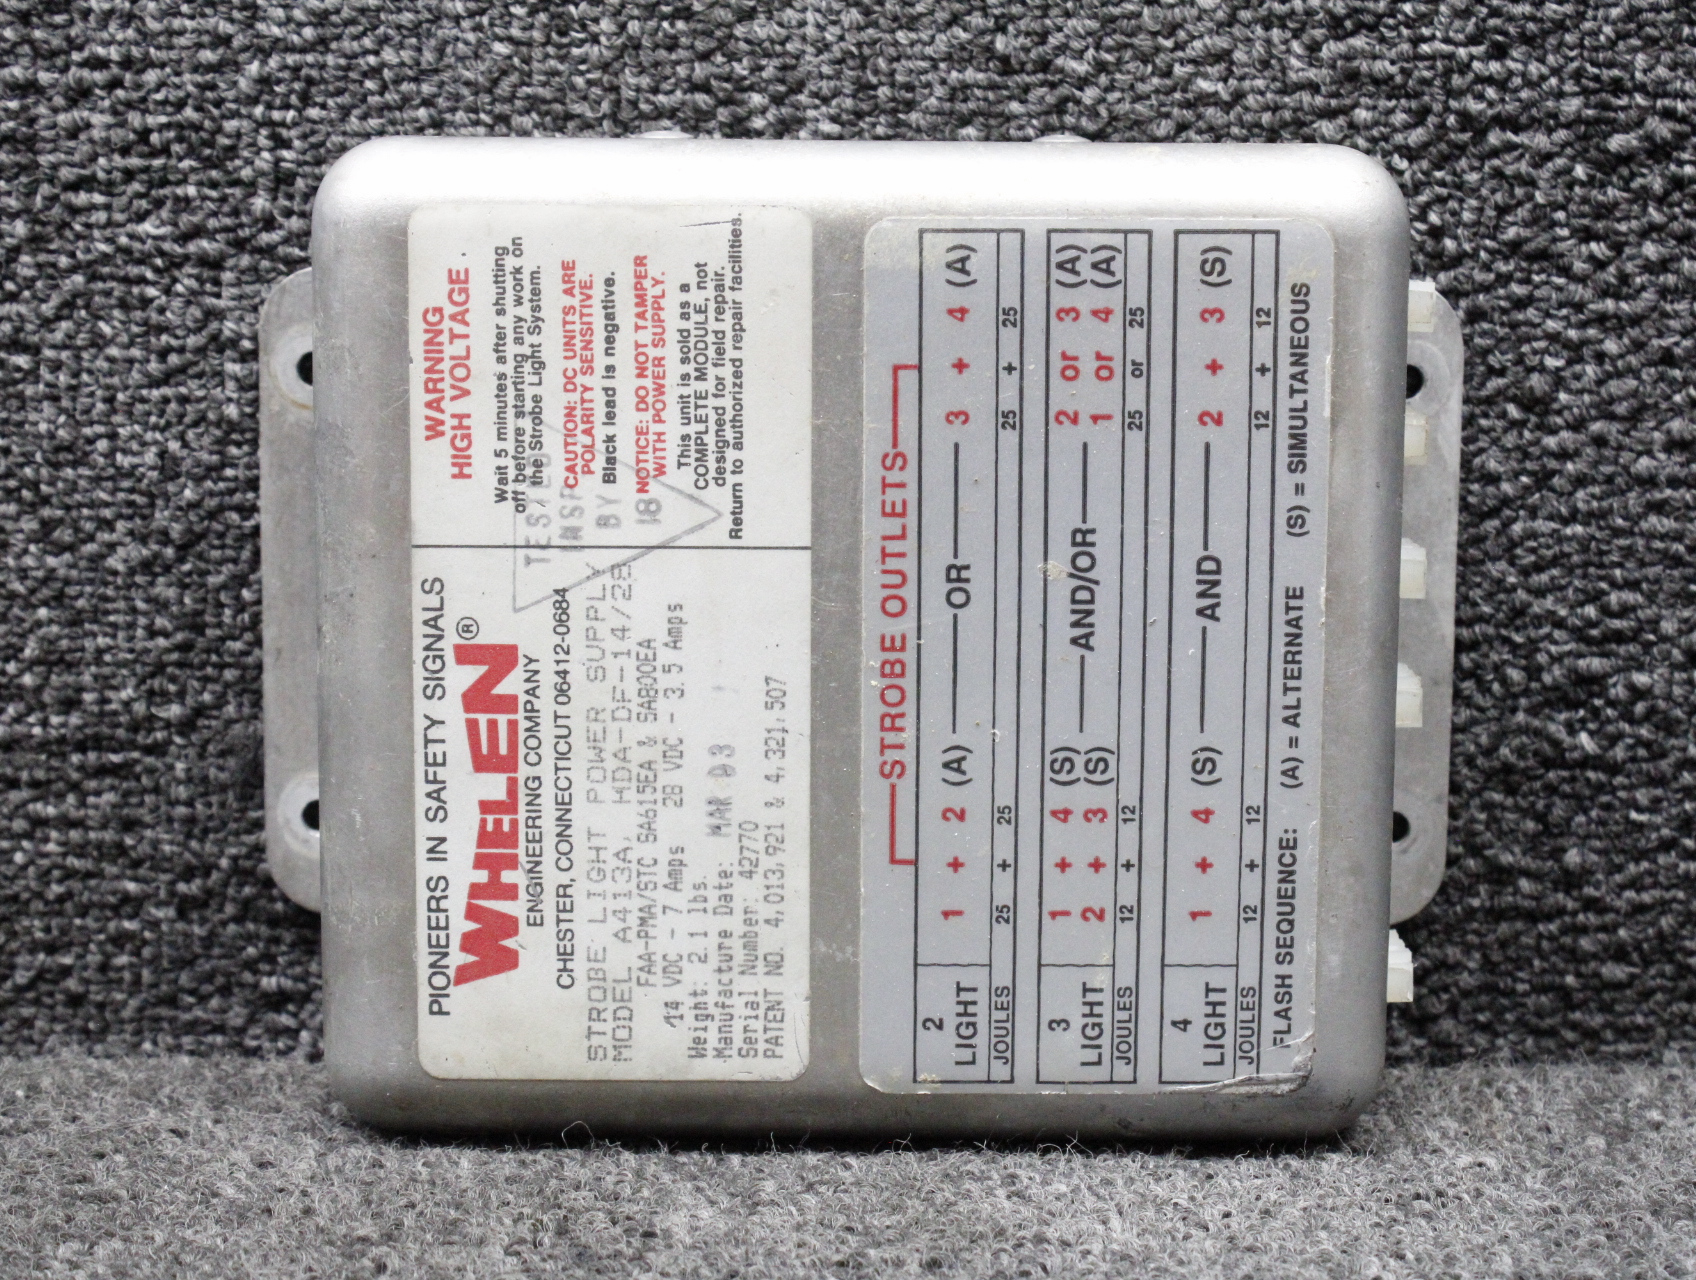 PIONEERS IN SAFETY SIGNALS
WHELEN®
ENGINEERING COMPANY
CHESTER, CONNECTICUT 06412-0684
STROBE LIGHT POWER SUPPLY
MODEL A413A, HDA-DF-14/28
FAA-PMA/STC SA615EA & SA800EA
14 VDC - 7 Amps 28 VDC - 3.5 Amps
Weight: 2.1 lbs.
Manufacture Date: MAR 93
Serial Number: 42770
PATENT NO. 4,013,921 & 4,321,507
WARNING
HIGH VOLTAGE
Wait 5 minutes after shutting
off before starting any work on
the Strobe Light System.
CAUTION: DC UNITS ARE
POLARITY SENSITIVE.
Black lead is negative.
NOTICE: DO NOT TAMPER
WITH POWER SUPPLY.
This unit is sold as a
COMPLETE MODULE, not
designed for field repair.
Return to authorized repair facilities.
TESTED
INSP
BY
18
STROBE OUTLETS
2 LIGHT 1 + 2 (A) OR 3 + 4 (A)
JOULES 25 + 25 25 + 25
3 LIGHT 1 + 4 (S) AND/OR 2 or 3 (A)
2 + 3 (S) 1 or 4 (A)
JOULES 12 + 12 25 or 25
4 LIGHT 1 + 4 (S) AND 2 + 3 (S)
JOULES 12 + 12 12 + 12
FLASH SEQUENCE: (A) = ALTERNATE (S) = SIMULTANEOUS